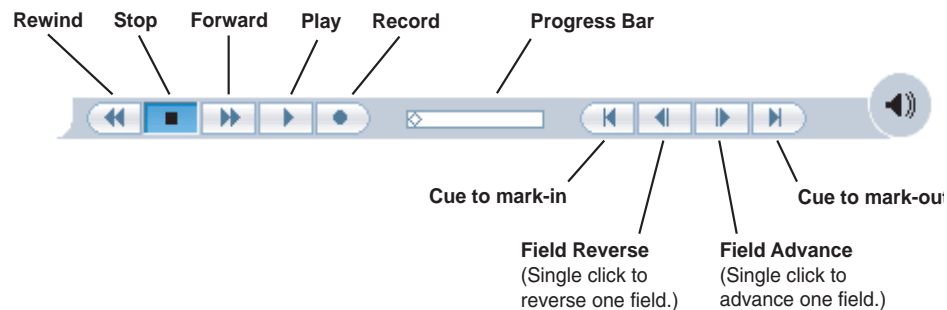 Rewind Stop Forward Play Record Progress Bar
Cue to mark-in Cue to mark-out
Field Reverse Field Advance
(Single click to (Single click to
reverse one field.) advance one field.)